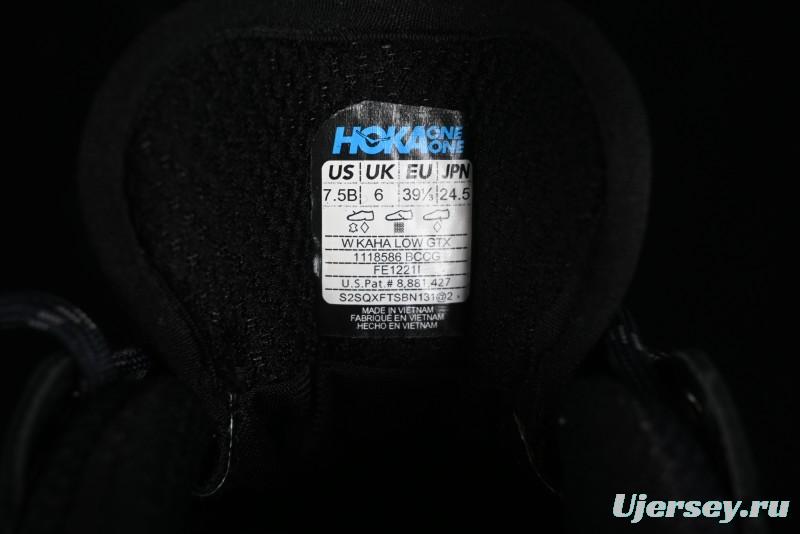 HOKA ONE ONE
US UK EU JPN
7.5B 6 39⅓ 24.5
W KAHA LOW GTX
1118586 BCCG
FE1221I
U.S.Pat.# 8,881,427
S2SQXFTSBN131@2
MADE IN VIETNAM
FABRIQUÉ EN VIETNAM
HECHO EN VIETNAM
Ujersey.ru